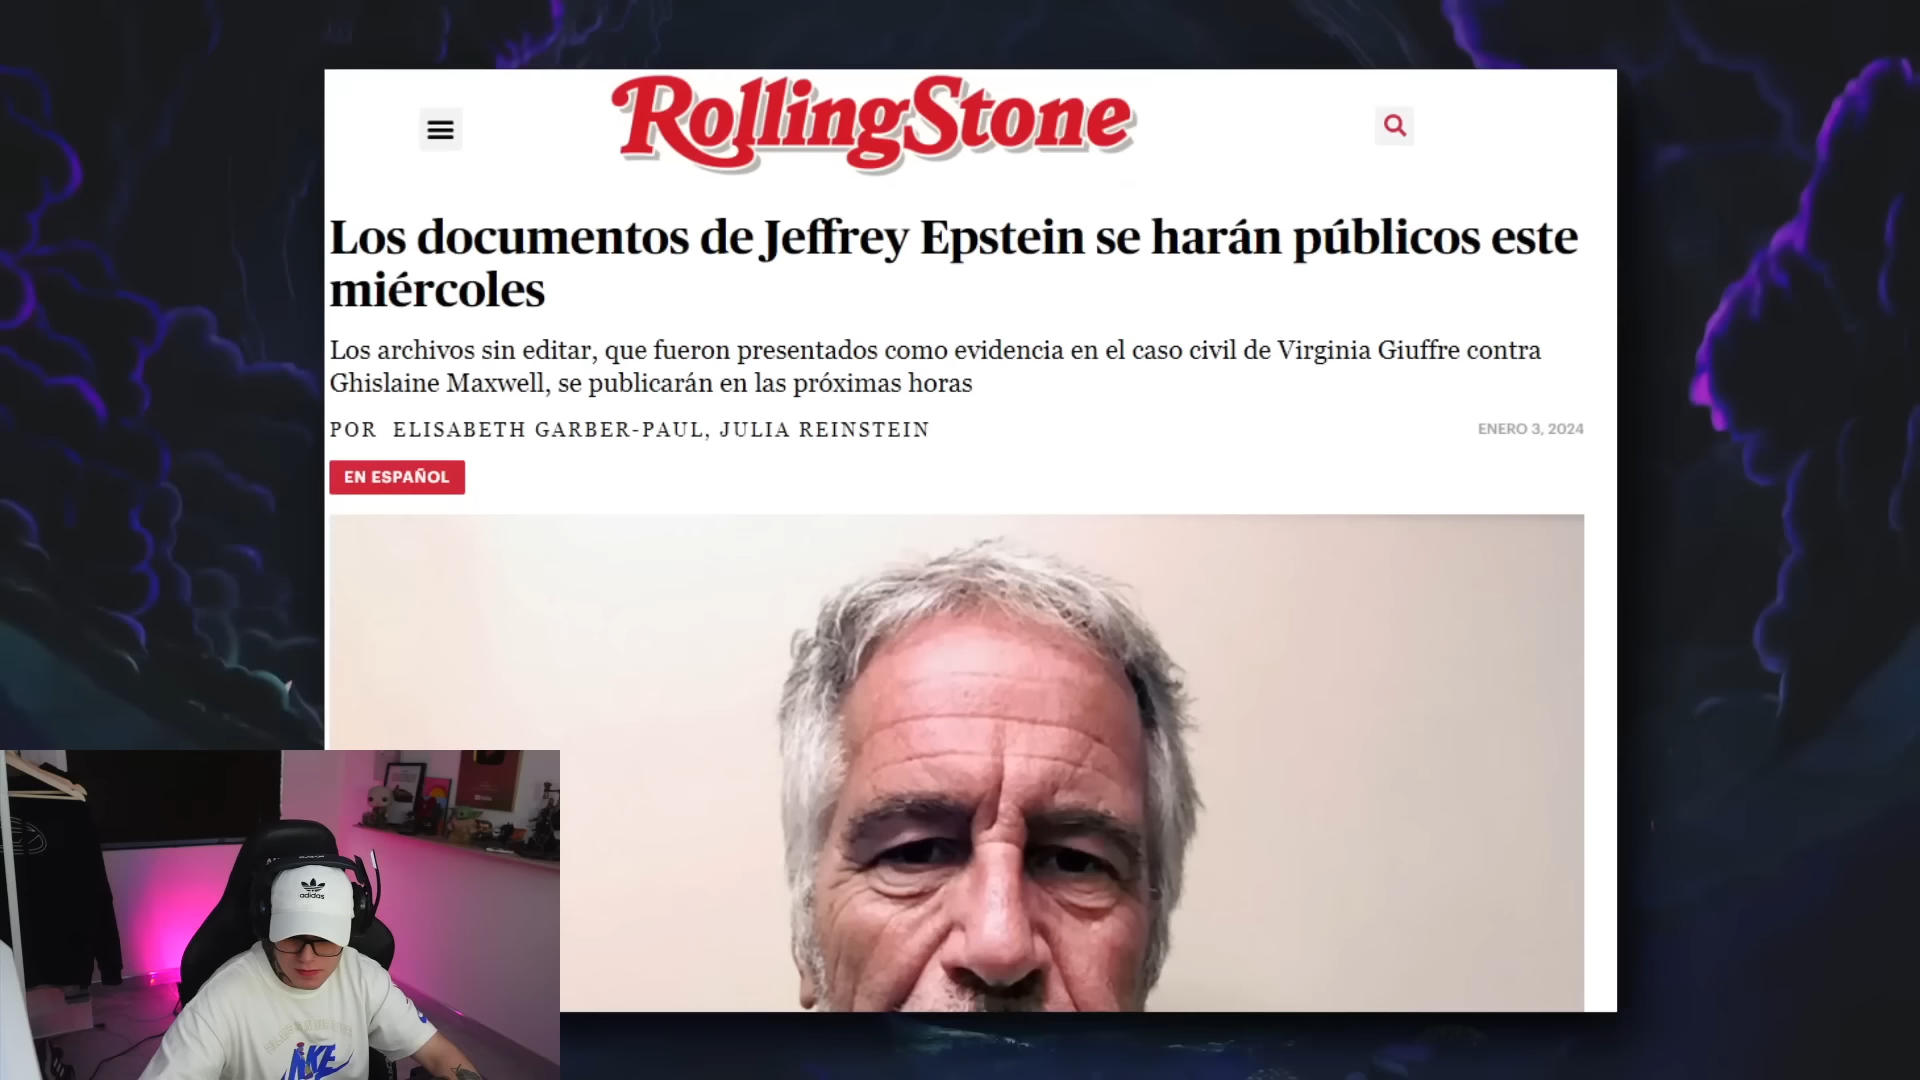 RollingStone
Los documentos de Jeffrey Epstein se harán públicos este
miércoles
Los archivos sin editar, que fueron presentados como evidencia en el caso civil de Virginia Giuffre contra
Ghislaine Maxwell, se publicarán en las próximas horas
POR ELISABETH GARBER-PAUL, JULIA REINSTEIN
ENERO 3, 2024
EN ESPAÑOL
adidas